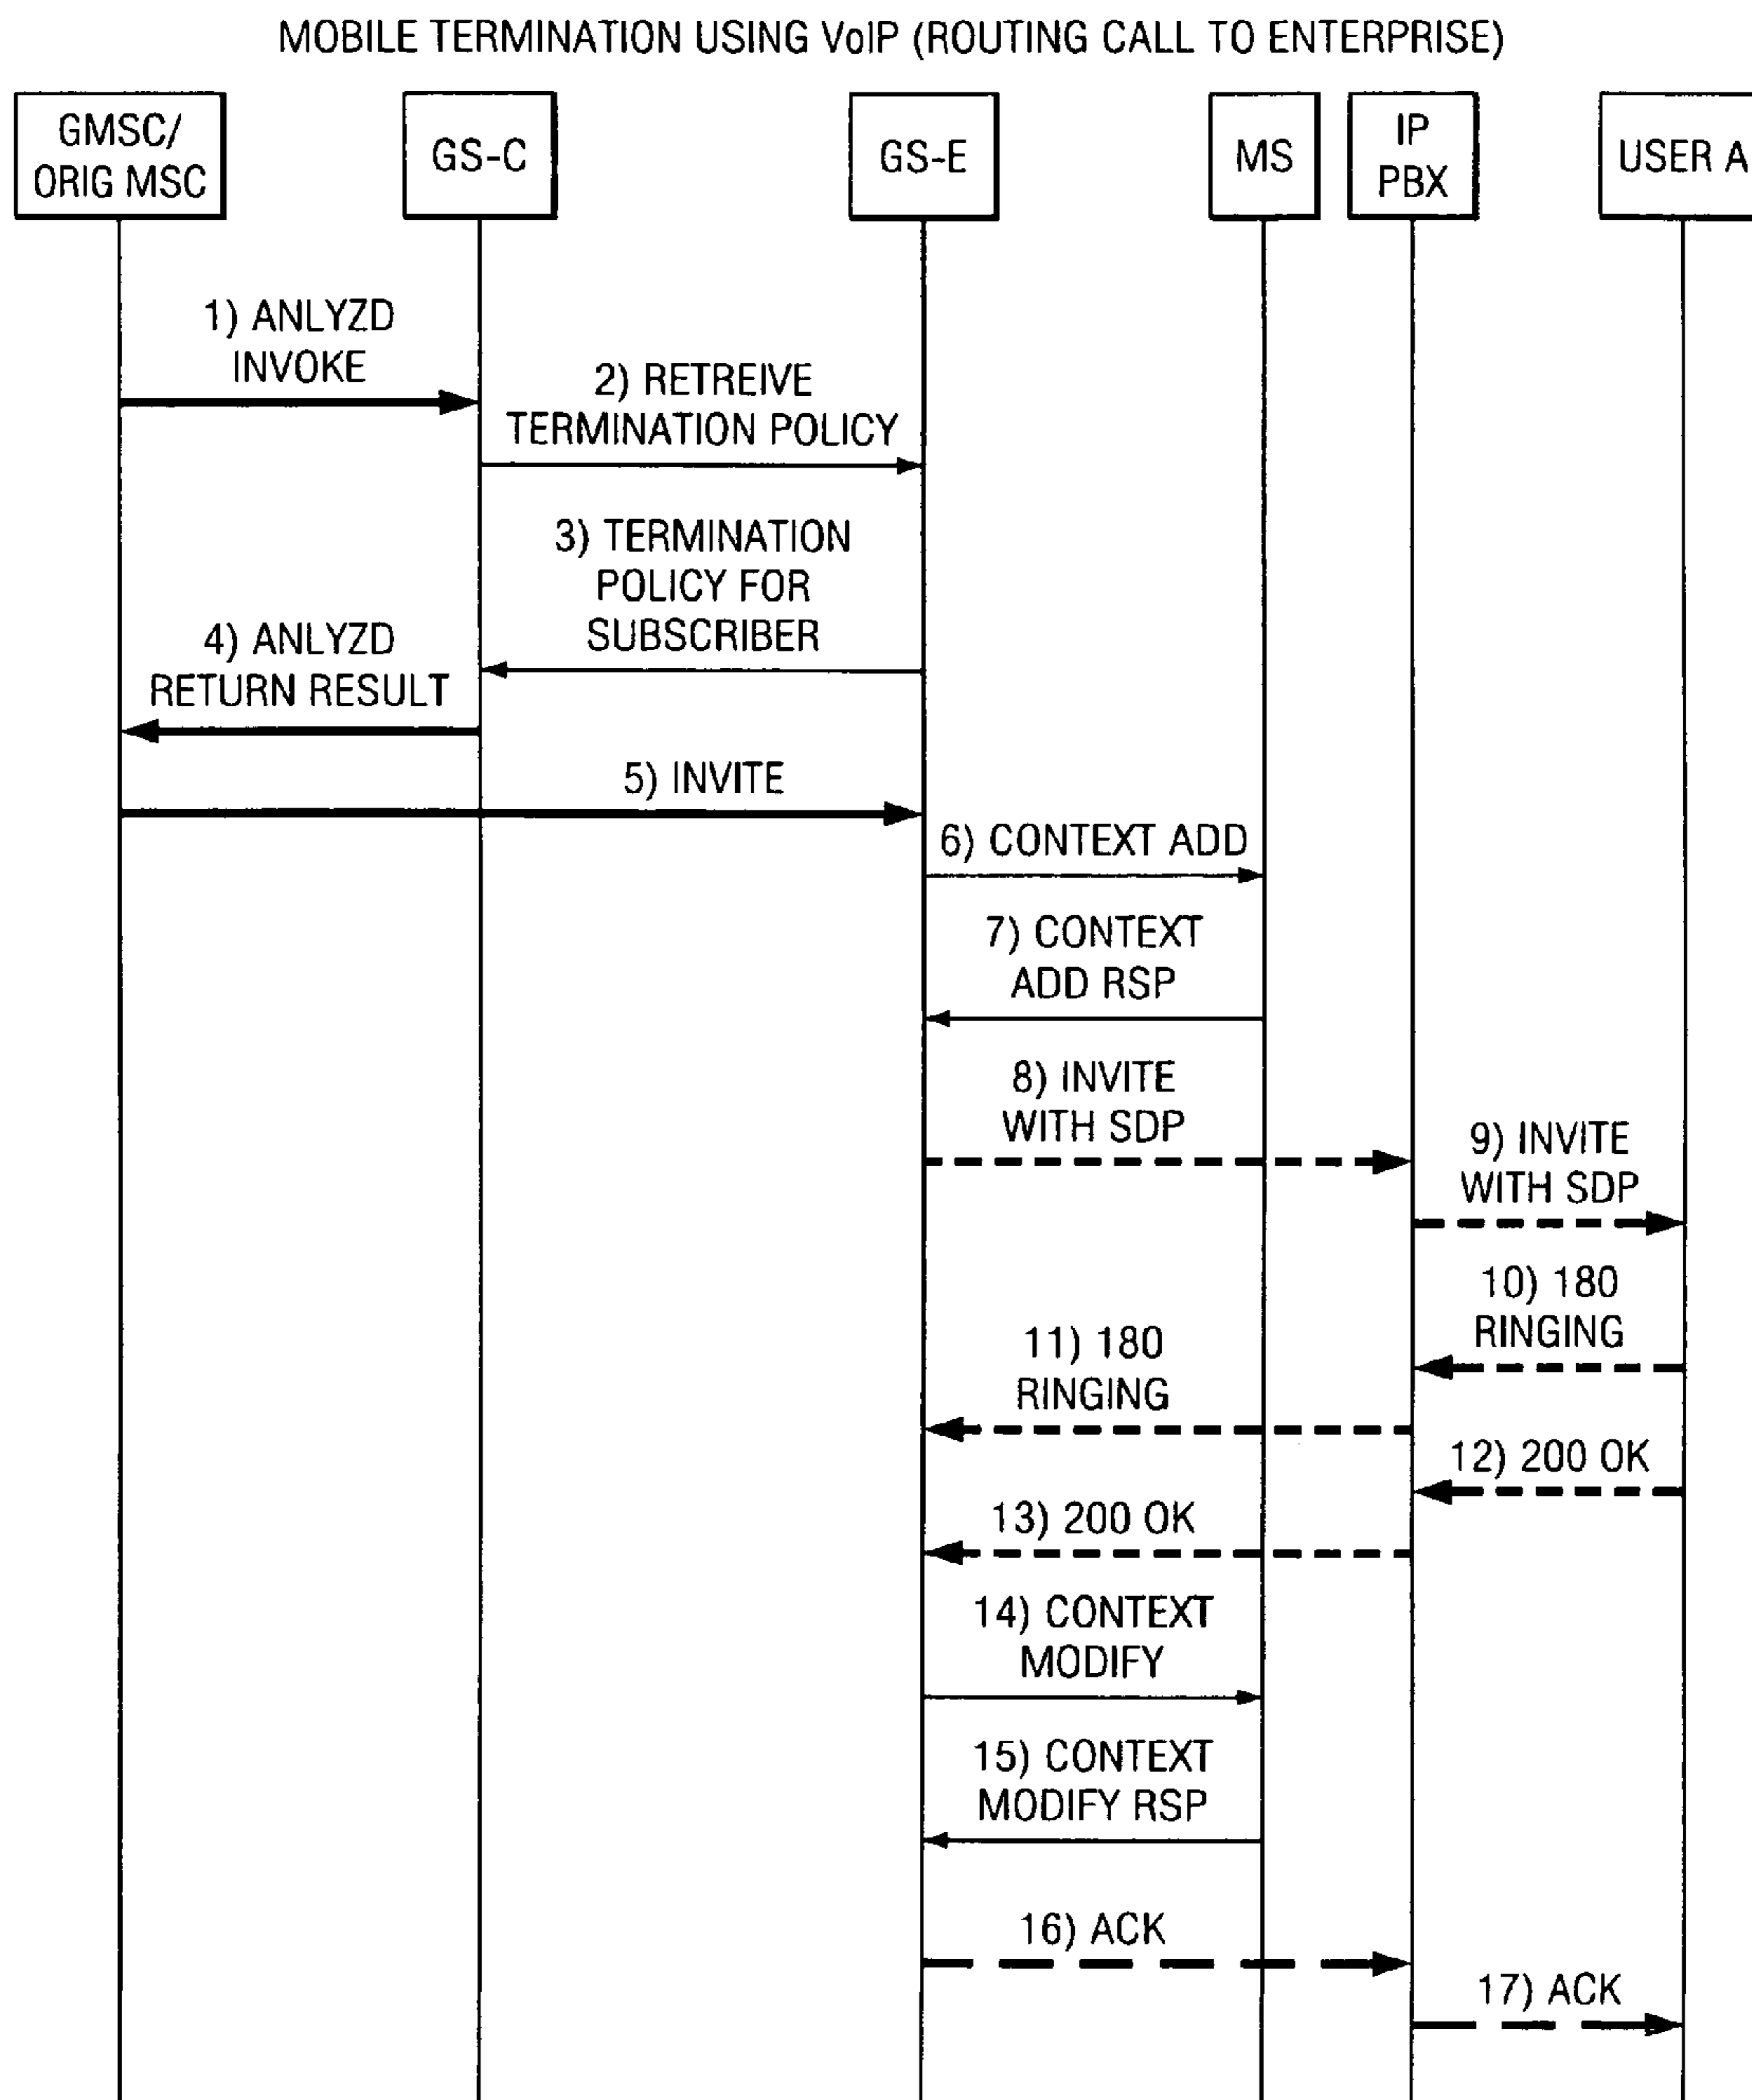 MOBILE TERMINATION USING VoIP (ROUTING CALL TO ENTERPRISE)
GMSC/
ORIG MSC
GS-C
GS-E
MS
IP
PBX
USER A
1) ANLYZD
INVOKE
2) RETREIVE
TERMINATION POLICY
3) TERMINATION
POLICY FOR
SUBSCRIBER
4) ANLYZD
RETURN RESULT
5) INVITE
6) CONTEXT ADD
7) CONTEXT
ADD RSP
8) INVITE
WITH SDP
9) INVITE
WITH SDP
10) 180
RINGING
11) 180
RINGING
12) 200 OK
13) 200 OK
14) CONTEXT
MODIFY
15) CONTEXT
MODIFY RSP
16) ACK
17) ACK